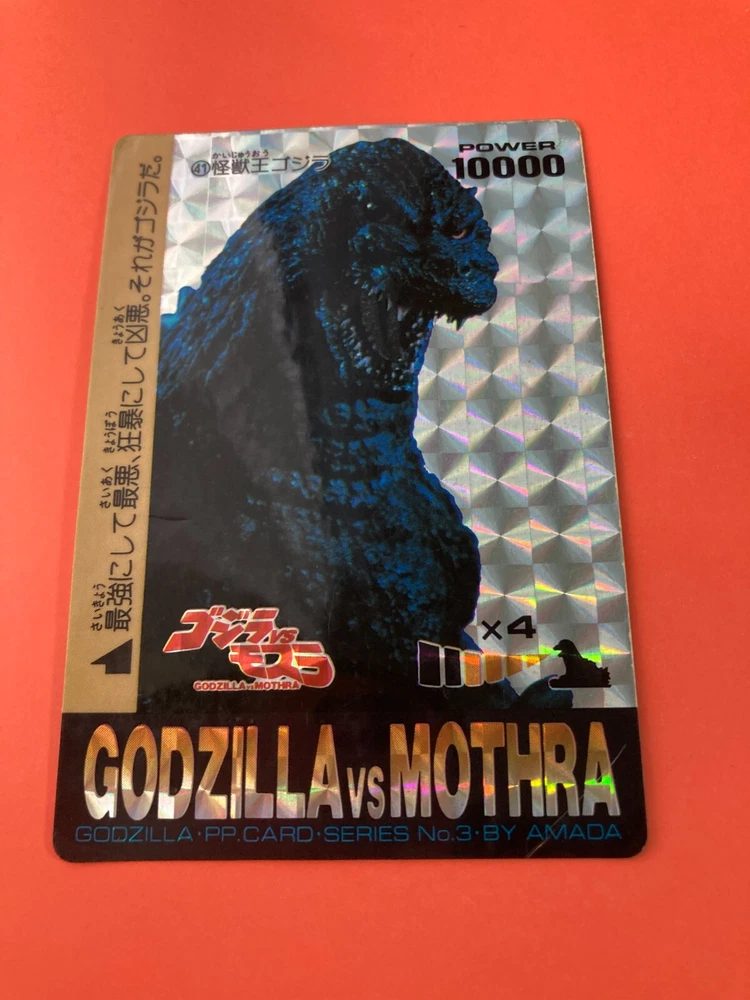 POWER
10000
かいじゅうおう
㊶怪獣王ゴジラ
さいきょう さいあく きょうぼう きょうあく
最強にして最悪、狂暴にして凶悪。それがゴジラだ。
×4
ゴジラVSモスラ
GODZILLA VS MOTHRA
GODZILLA VS MOTHRA
GODZILLA・PP.CARD・SERIES No.3・BY AMADA